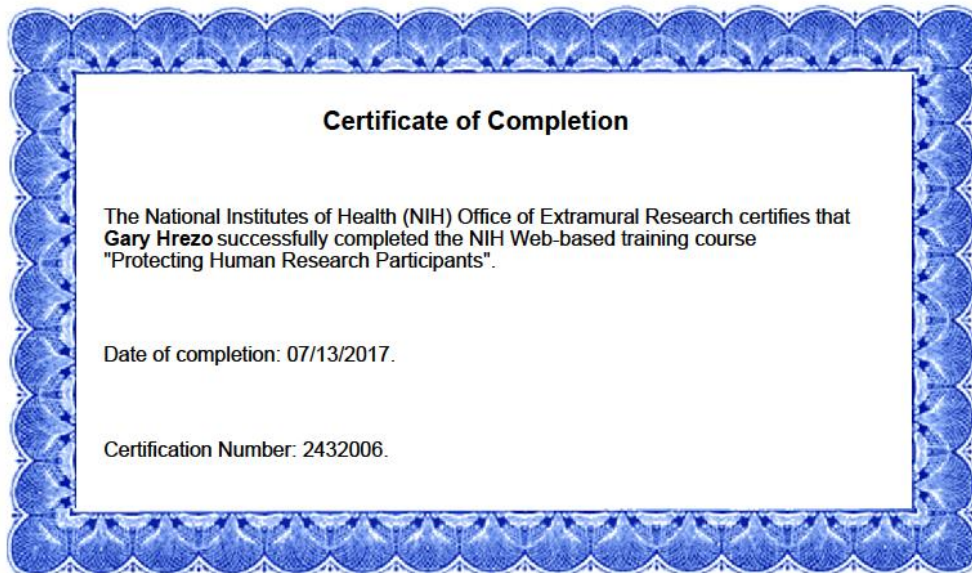 Certificate of Completion
The National Institutes of Health (NIH) Office of Extramural Research certifies that
Gary Hrezo successfully completed the NIH Web-based training course
"Protecting Human Research Participants".
Date of completion: 07/13/2017.
Certification Number: 2432006.